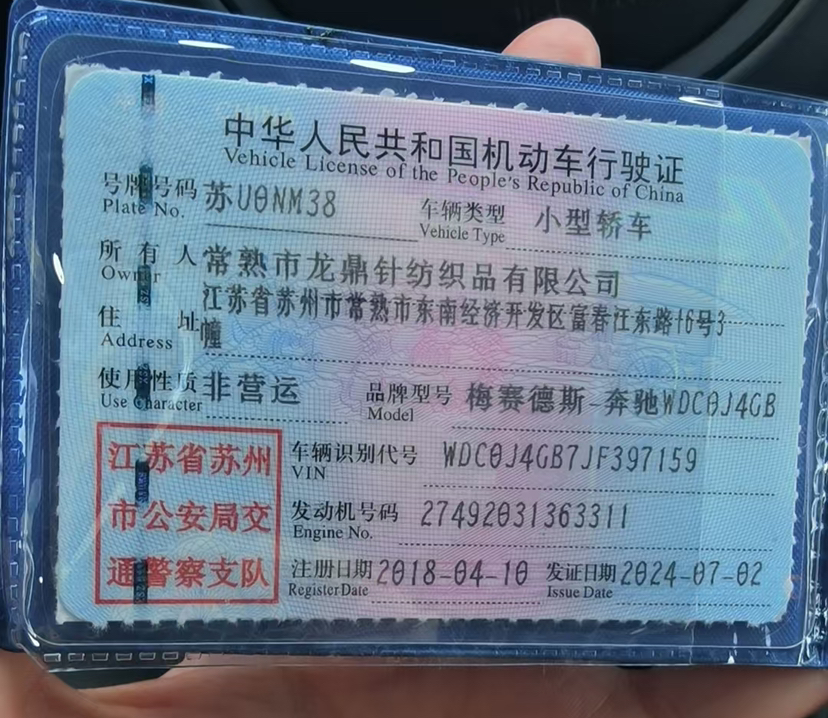 中华人民共和国机动车行驶证
Vehicle License of the People's Republic of China
号牌号码 苏U0NM38 车辆类型 小型轿车
Plate No. Vehicle Type
所有人 常熟市龙鼎针纺织品有限公司
Owner
住址 江苏省苏州市常熟市东南经济开发区富春江东路16号3
幢
Address
使用性质 非营运 品牌型号 梅赛德斯-奔驰WDC0J4GB
Use Character Model
江苏省苏州
市公安局交
通警察支队
车辆识别代号 WDC0J4GB7JF397159
VIN
发动机号码 27492031363311
Engine No.
注册日期 2018-04-10 发证日期 2024-07-02
Register Date Issue Date